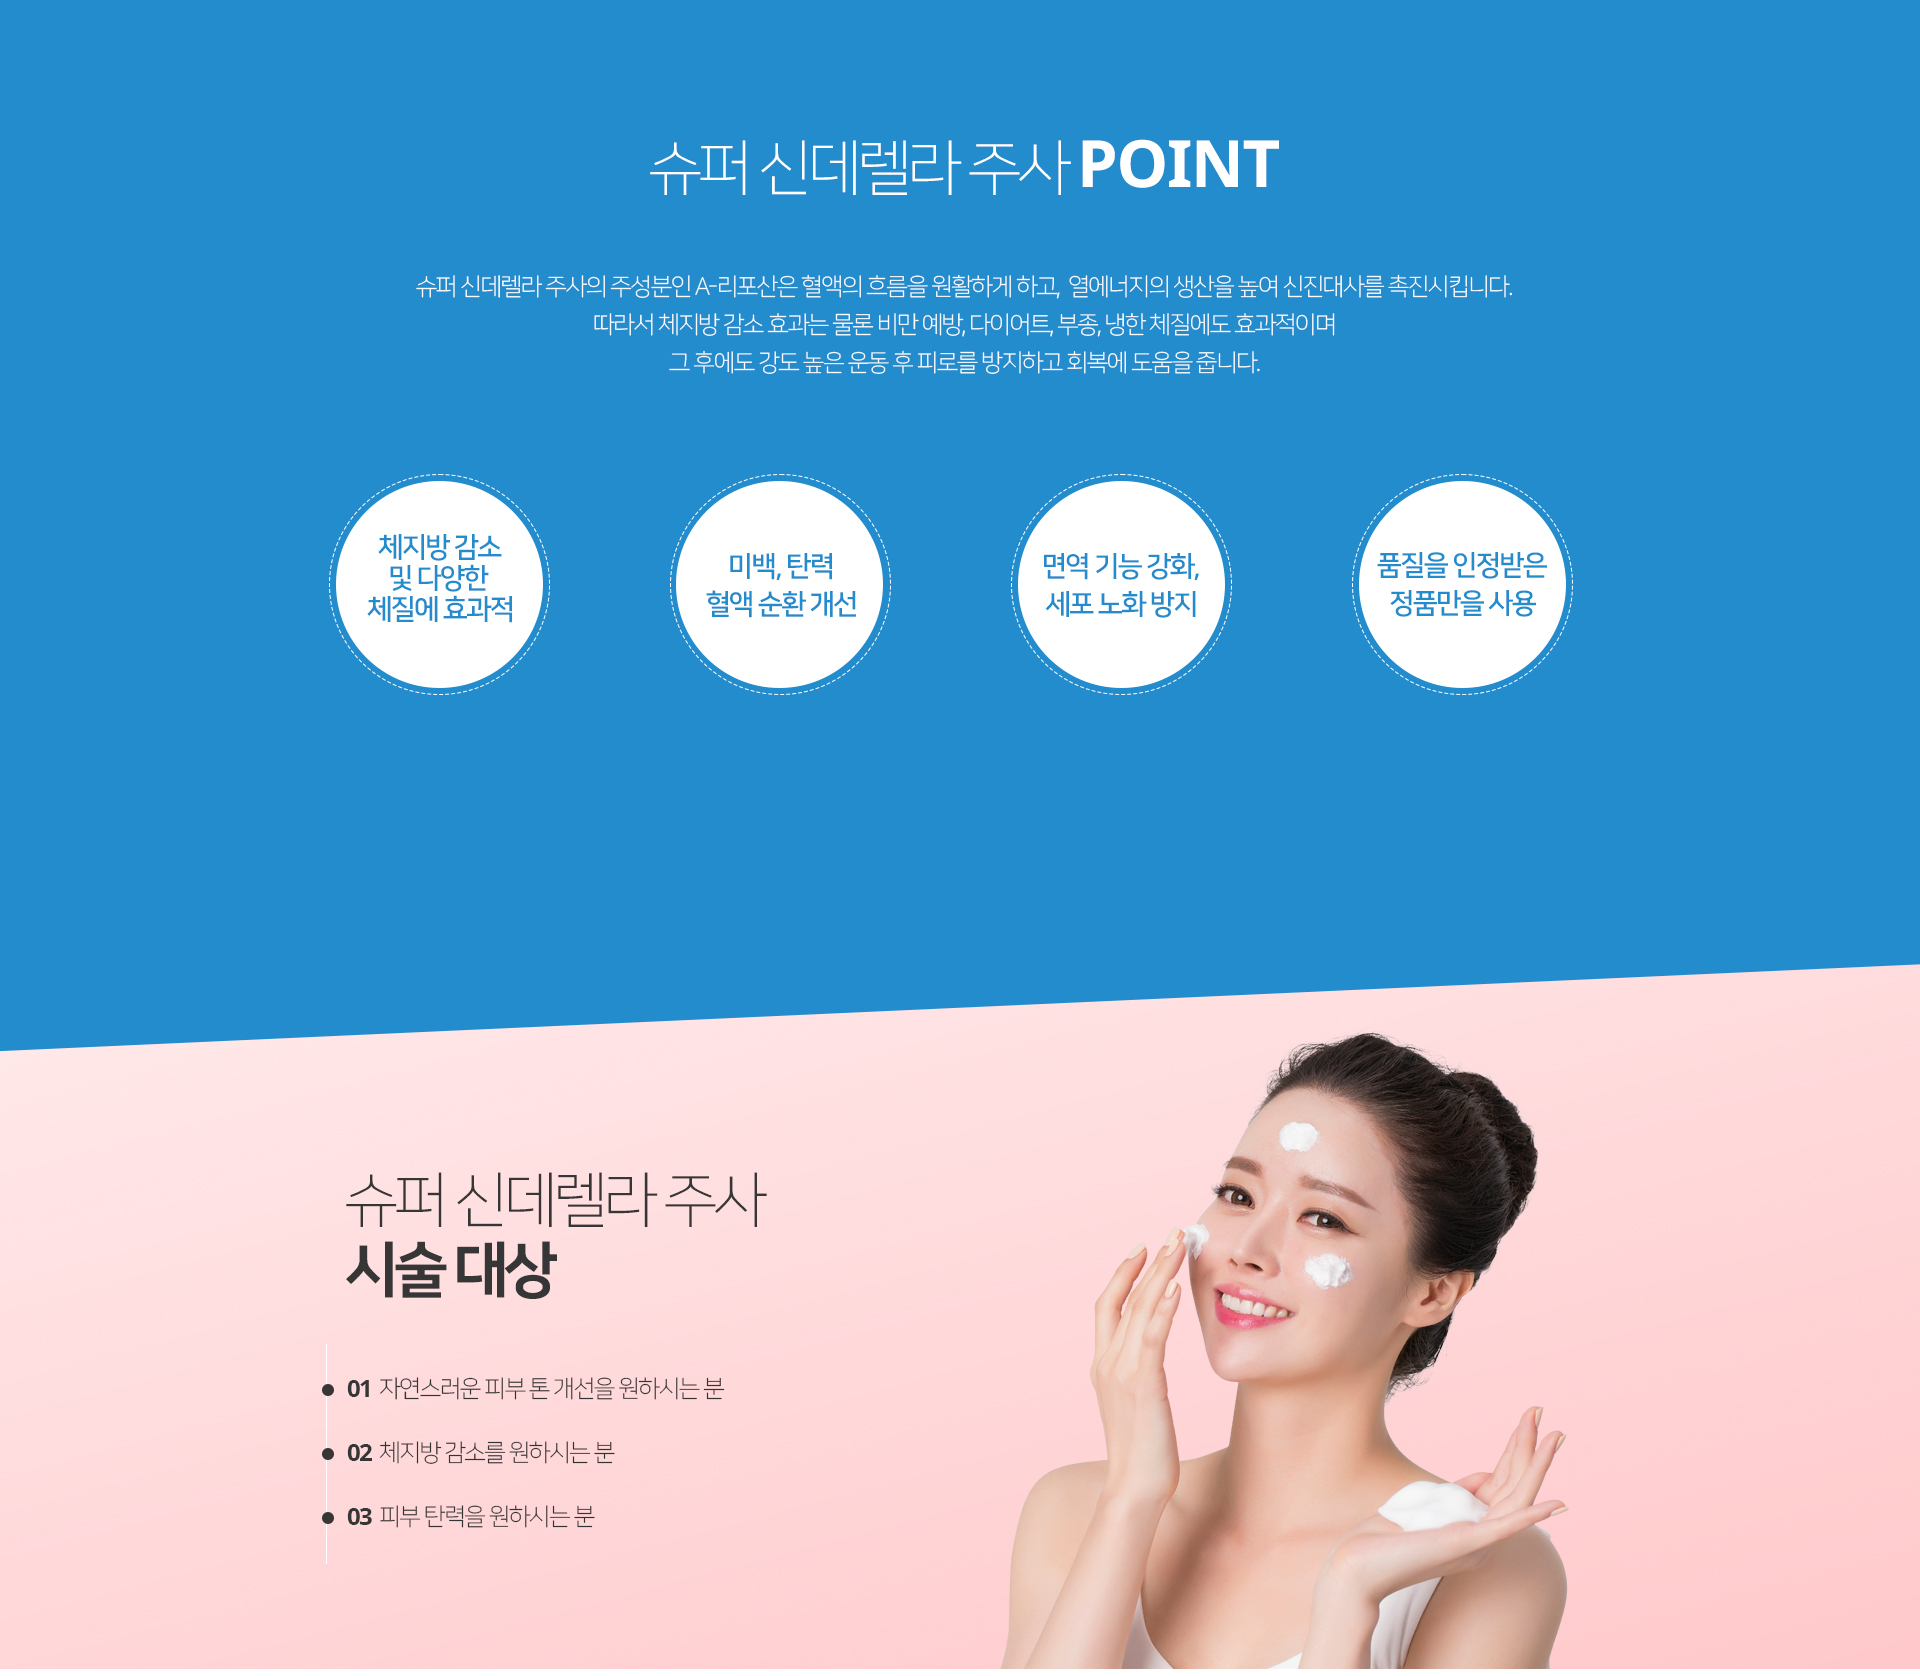 슈퍼 신데렐라 주사 POINT
슈퍼 신데렐라 주사의 주성분인 A-리포산은 혈액의 흐름을 원활하게 하고, 열에너지의 생산을 높여 신진대사를 촉진시킵니다.
따라서 체지방 감소 효과는 물론 비만 예방, 다이어트, 부종, 냉한 체질에도 효과적이며
그 후에도 강도 높은 운동 후 피로를 방지하고 회복에 도움을 줍니다.
체지방 감소
및 다양한
체질에 효과적
미백, 탄력
혈액 순환 개선
면역 기능 강화,
세포 노화 방지
품질을 인정받은
정품만을 사용
슈퍼 신데렐라 주사
시술 대상
01 자연스러운 피부 톤 개선을 원하시는 분
02 체지방 감소를 원하시는 분
03 피부 탄력을 원하시는 분